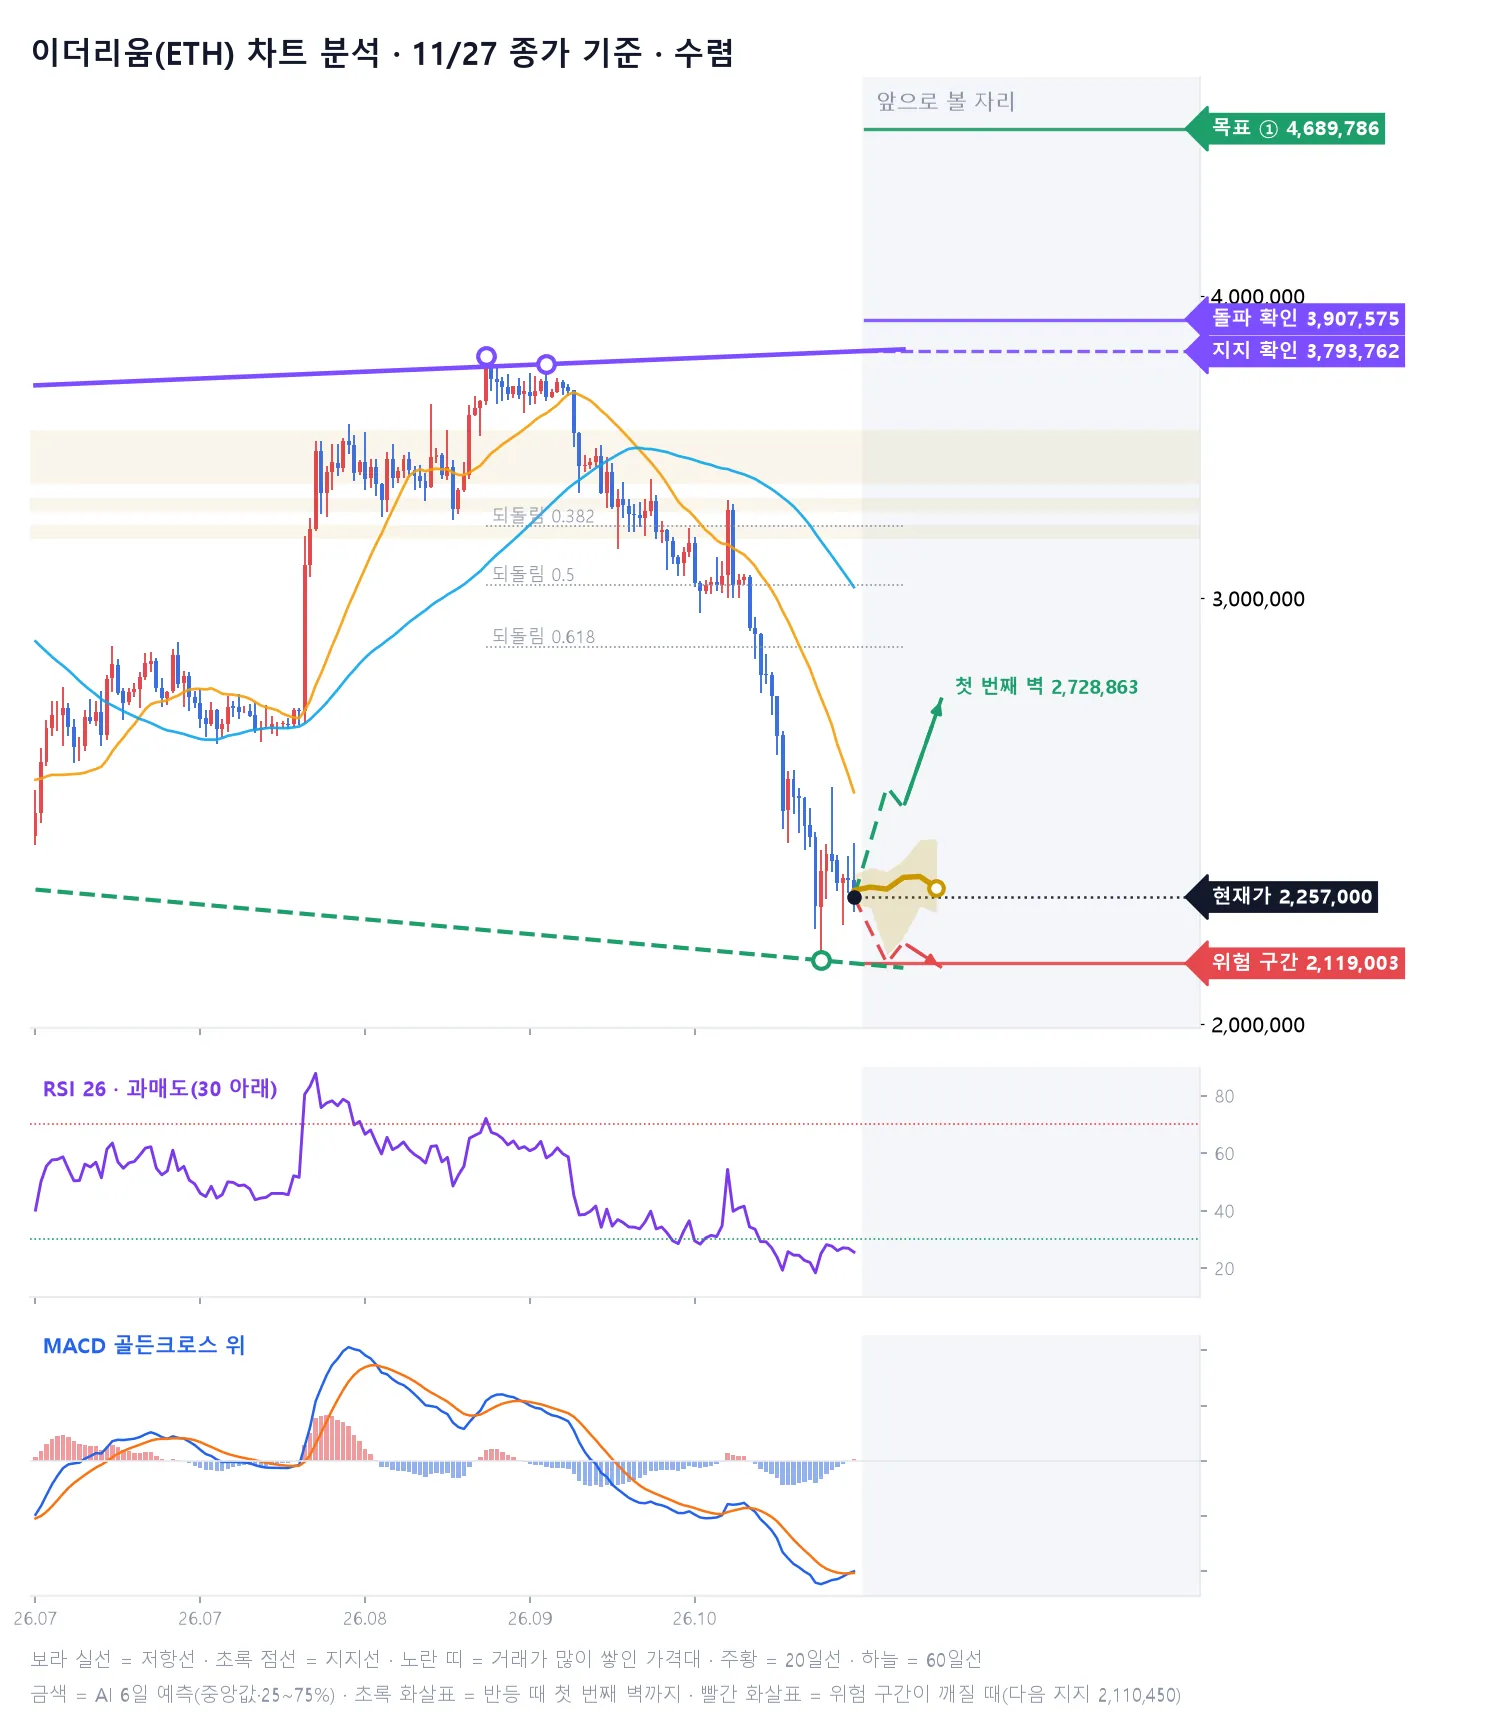 이더리움(ETH) 차트 분석 · 11/27 종가 기준 · 수렴
앞으로 볼 자리
목표 ① 4,689,786
4,000,000
돌파 확인 3,907,575
지지 확인 3,793,762
되돌림 0.382
되돌림 0.5
3,000,000
되돌림 0.618
첫 번째 벽 2,728,863
현재가 2,257,000
위험 구간 2,119,003
2,000,000
RSI 26 · 과매도(30 아래)
80
60
40
20
MACD 골든크로스 위
26.07 26.07 26.08 26.09 26.10
보라 실선 = 저항선 · 초록 점선 = 지지선 · 노란 띠 = 거래가 많이 쌓인 가격대 · 주황 = 20일선 · 하늘 = 60일선
금색 = AI 6일 예측(중앙값·25~75%) · 초록 화살표 = 반등 때 첫 번째 벽까지 · 빨간 화살표 = 위험 구간이 깨질 때(다음 지지 2,110,450)